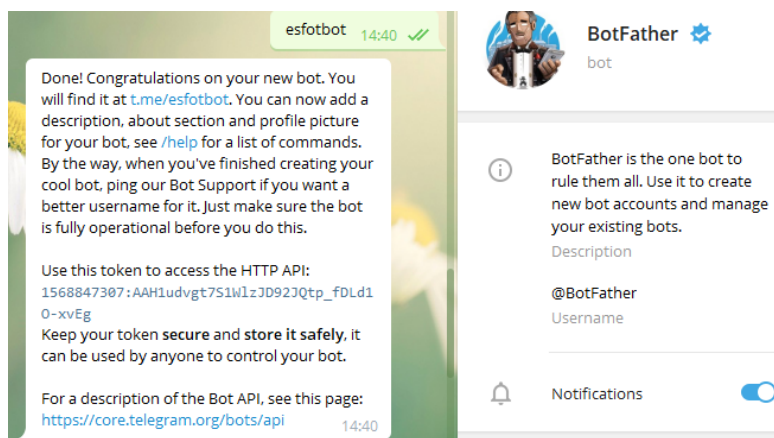 esfotbot 14:40
Done! Congratulations on your new bot. You
will find it at t.me/esfotbot. You can now add a
description, about section and profile picture
for your bot, see /help for a list of commands.
By the way, when you've finished creating your
cool bot, ping our Bot Support if you want a
better username for it. Just make sure the bot
is fully operational before you do this.
Use this token to access the HTTP API:
1568847307:AAH1udvgt7S1WlzJD92JQtp_fDLd1
O-xvEg
Keep your token secure and store it safely, it
can be used by anyone to control your bot.
For a description of the Bot API, see this page:
https://core.telegram.org/bots/api 14:40
BotFather
bot
BotFather is the one bot to
rule them all. Use it to create
new bot accounts and manage
your existing bots.
Description
@BotFather
Username
Notifications